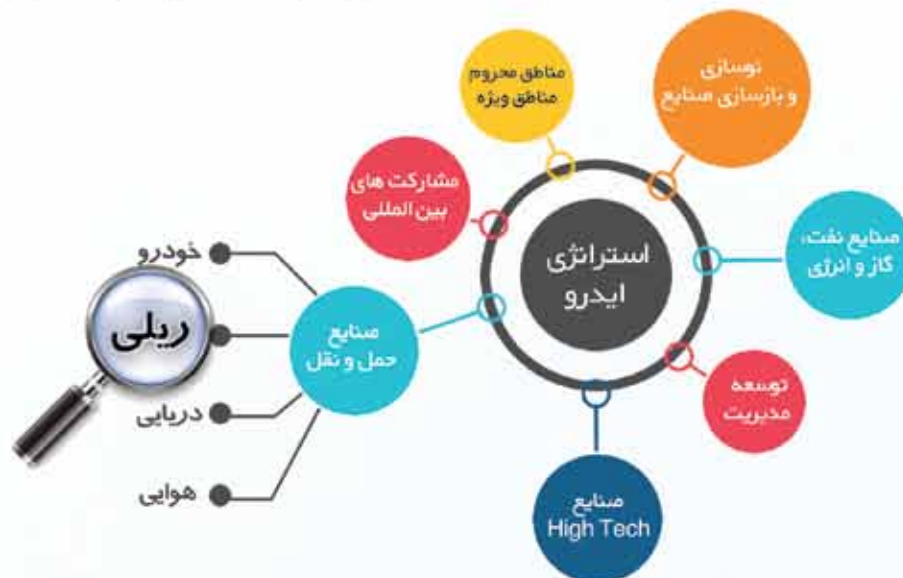 نوسازی
و بازسازی صنایع
مناطق محروم
مناطق ویژه
مشارکت های
بین المللی
صنایع نفت،
گاز و انرژی
استراتژی
ایدرو
توسعه
مدیریت
صنایع
High Tech
صنایع
حمل و نقل
خودرو
ریلی
دریایی
هوایی